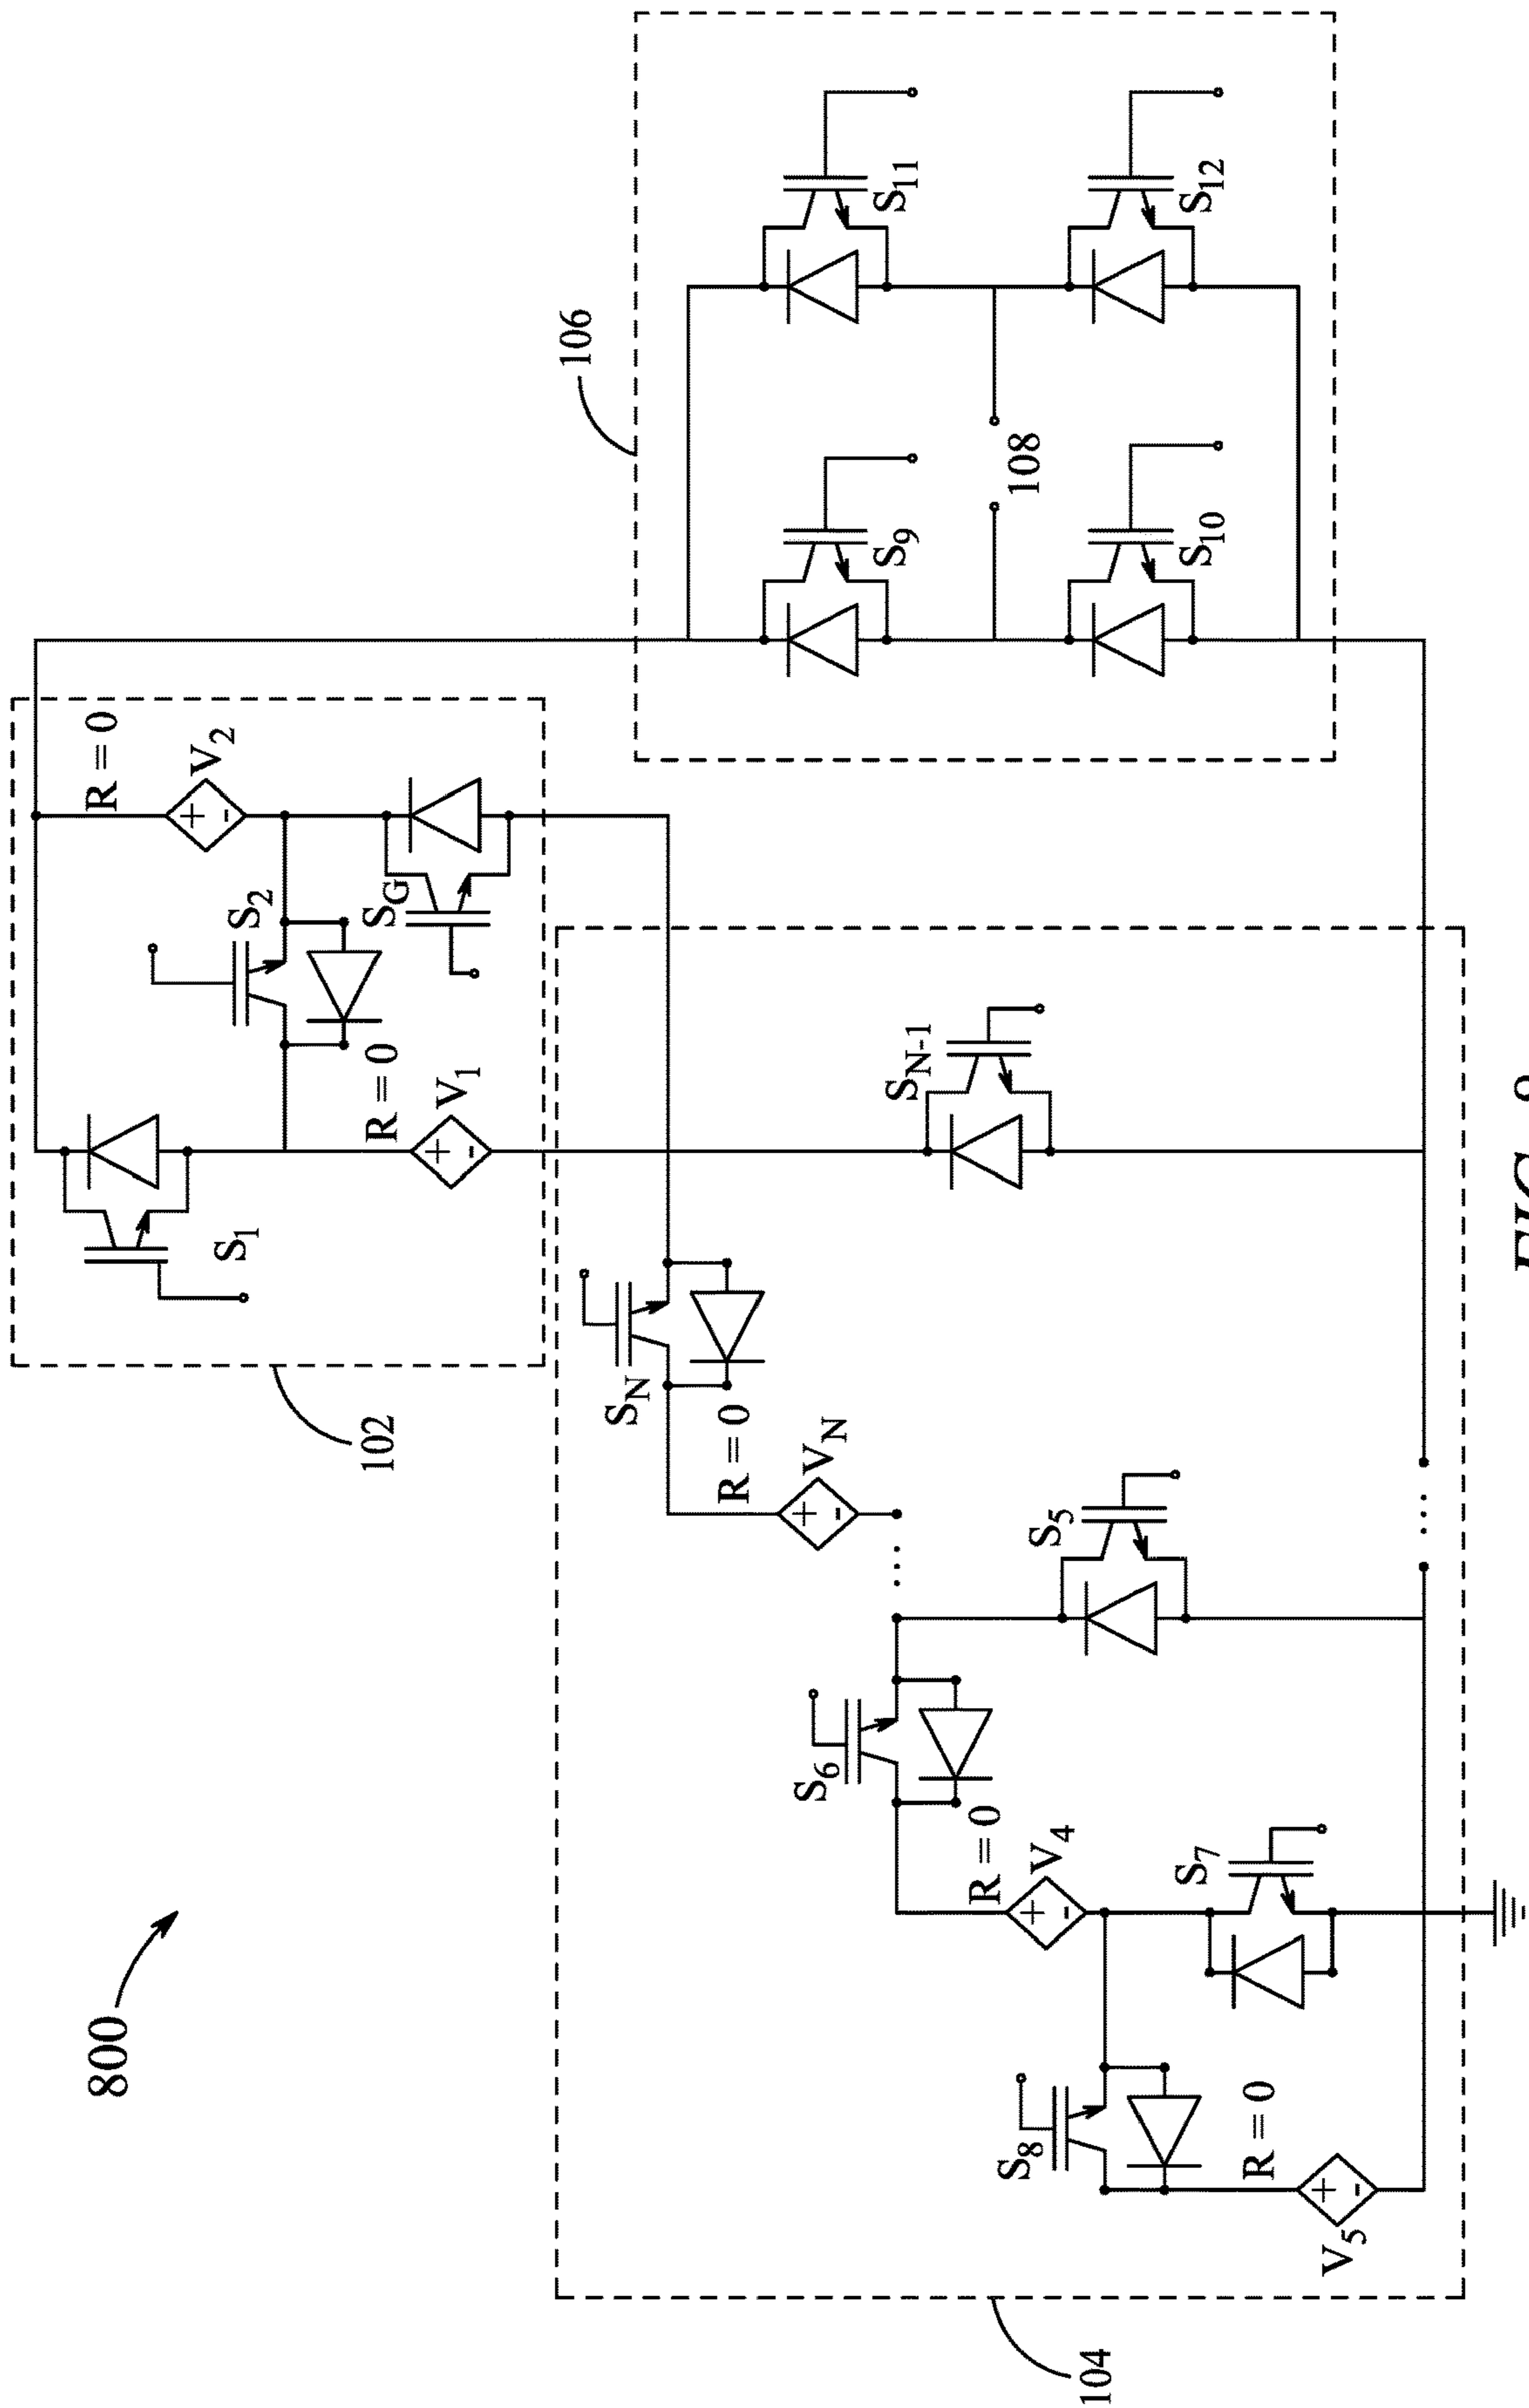 800
R = 0
V2
S1
S2
102
R = 0
SG
V1
106
SN
R = 0
VN
S6
S9
S11
SN-1
R = 0
V4
S8
108
S5
104
S7
S10
S12
R = 0
V5
FIG.